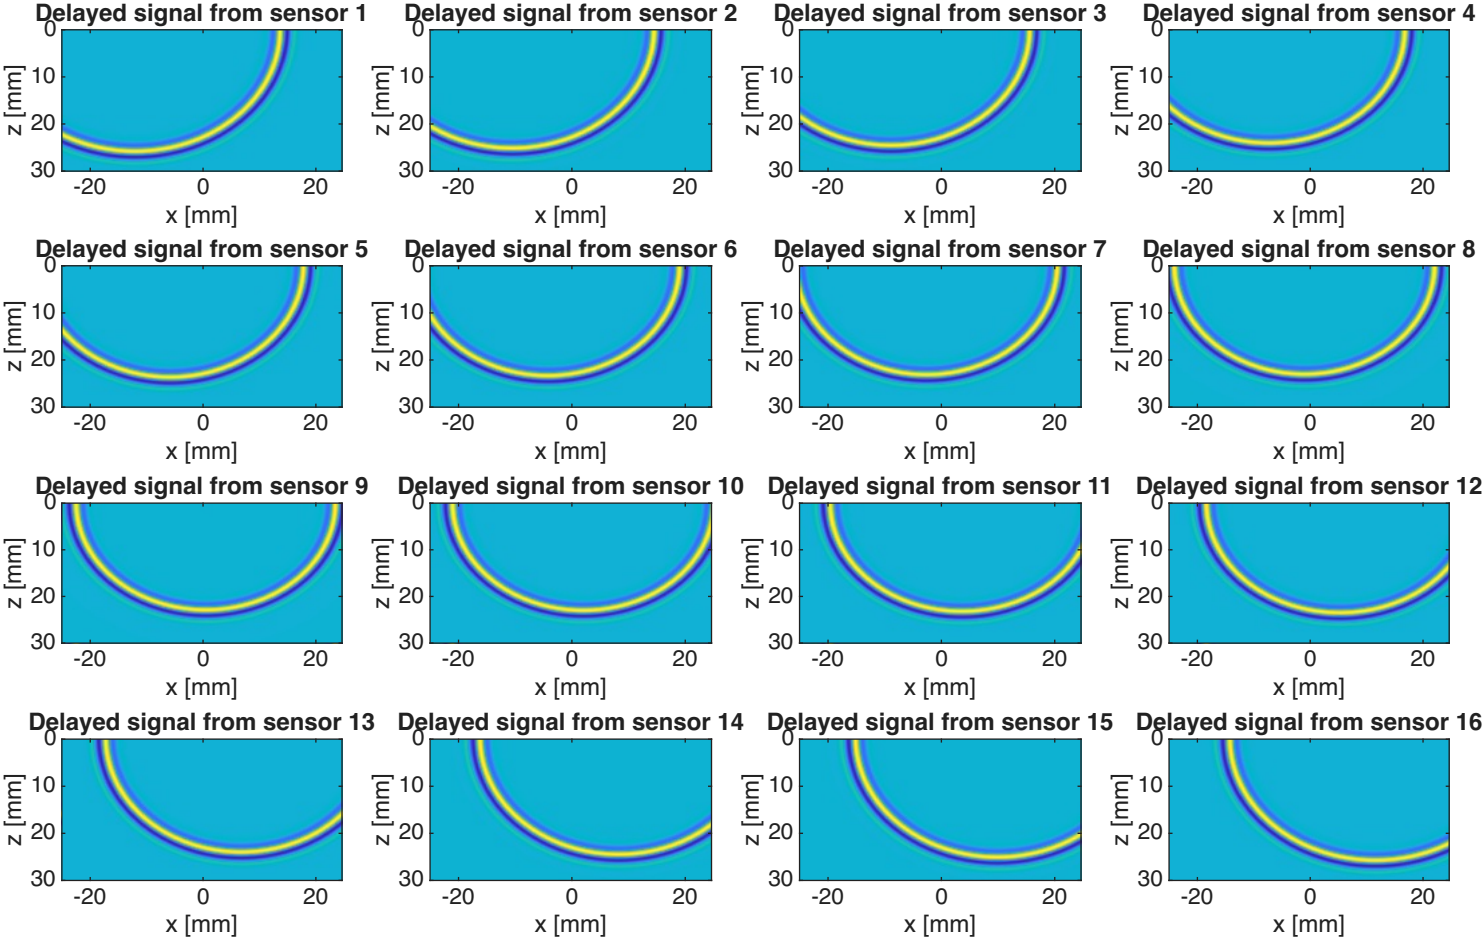 Delayed signal from sensor 1
0
10
20
30
z [mm]
-20 0 20
x [mm]
Delayed signal from sensor 2
0
10
20
30
z [mm]
-20 0 20
x [mm]
Delayed signal from sensor 3
0
10
20
30
z [mm]
-20 0 20
x [mm]
Delayed signal from sensor 4
0
10
20
30
z [mm]
-20 0 20
x [mm]
Delayed signal from sensor 5
0
10
20
30
z [mm]
-20 0 20
x [mm]
Delayed signal from sensor 6
0
10
20
30
z [mm]
-20 0 20
x [mm]
Delayed signal from sensor 7
0
10
20
30
z [mm]
-20 0 20
x [mm]
Delayed signal from sensor 8
0
10
20
30
z [mm]
-20 0 20
x [mm]
Delayed signal from sensor 9
0
10
20
30
z [mm]
-20 0 20
x [mm]
Delayed signal from sensor 10
0
10
20
30
z [mm]
-20 0 20
x [mm]
Delayed signal from sensor 11
0
10
20
30
z [mm]
-20 0 20
x [mm]
Delayed signal from sensor 12
0
10
20
30
z [mm]
-20 0 20
x [mm]
Delayed signal from sensor 13
0
10
20
30
z [mm]
-20 0 20
x [mm]
Delayed signal from sensor 14
0
10
20
30
z [mm]
-20 0 20
x [mm]
Delayed signal from sensor 15
0
10
20
30
z [mm]
-20 0 20
x [mm]
Delayed signal from sensor 16
0
10
20
30
z [mm]
-20 0 20
x [mm]